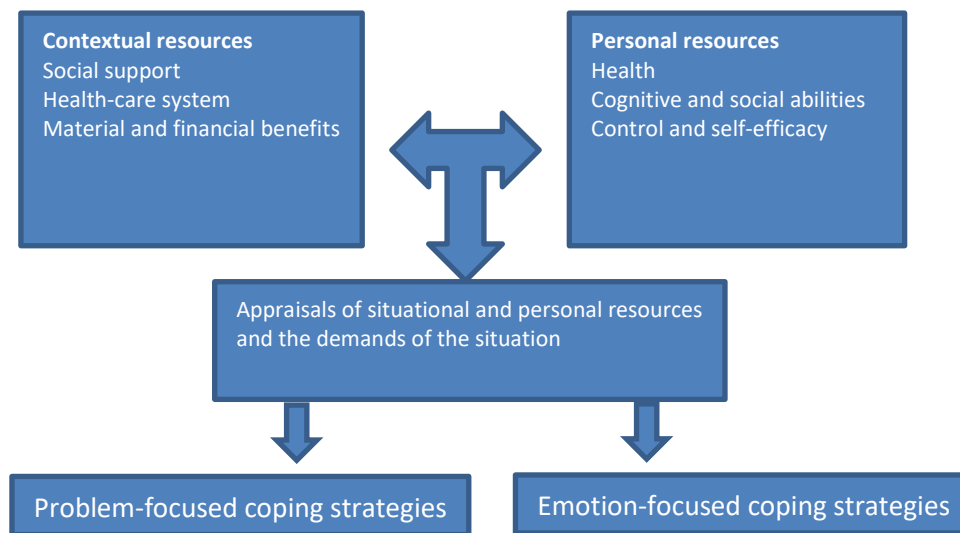 Contextual resources
Social support
Health-care system
Material and financial benefits
Personal resources
Health
Cognitive and social abilities
Control and self-efficacy
Appraisals of situational and personal resources
and the demands of the situation
Problem-focused coping strategies
Emotion-focused coping strategies